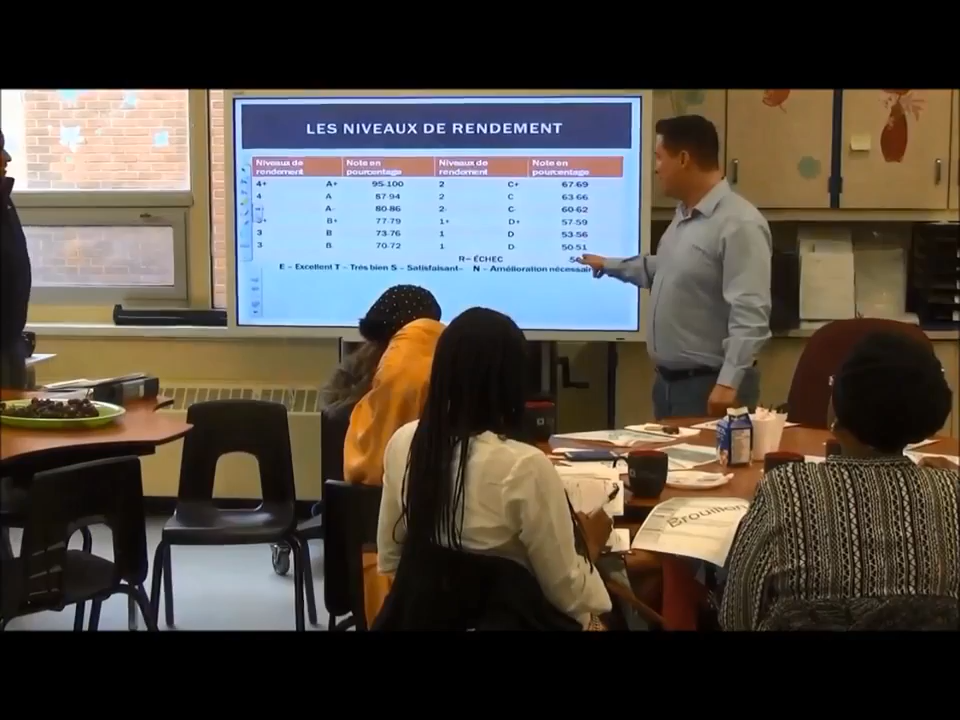 LES NIVEAUX DE RENDEMENT
Niveaux de rendement Note en pourcentage Niveaux de rendement Note en pourcentage
4+ A+ 95-100 2 C+ 67-69
4 A 87-94 2 C 63-66
A- 80-86 2- C- 60-62
B+ 77-79 1+ D+ 57-59
3 B 73-76 1 D 53-56
3 B 70-72 1 D 50-51
R- ÉCHEC
E – Excellent T – Très bien S – Satisfaisant– N – Amélioration nécessaire
Brouillon